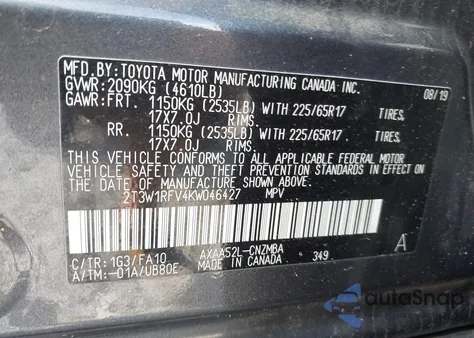 MFD.BY:TOYOTA MOTOR MANUFACTURING CANADA INC.
GVWR:2090KG (4610LB) 08/19
GAWR:FRT. 1150KG (2535LB) WITH 225/65R17 TIRES,
17X7.0J RIMS.
RR. 1150KG (2535LB) WITH 225/65R17 TIRES,
17X7.0J RIMS.
THIS VEHICLE CONFORMS TO ALL APPLICABLE FEDERAL MOTOR
VEHICLE SAFETY AND THEFT PREVENTION STANDARDS IN EFFECT ON
THE DATE OF MANUFACTURE SHOWN ABOVE.
2T3W1RFV4KW046427 MPV
C/TR:1G3/FA10 AXAA52L-CNZMBA A
A/TM:-01A/UB80E MADE IN CANADA 349
autoSnap